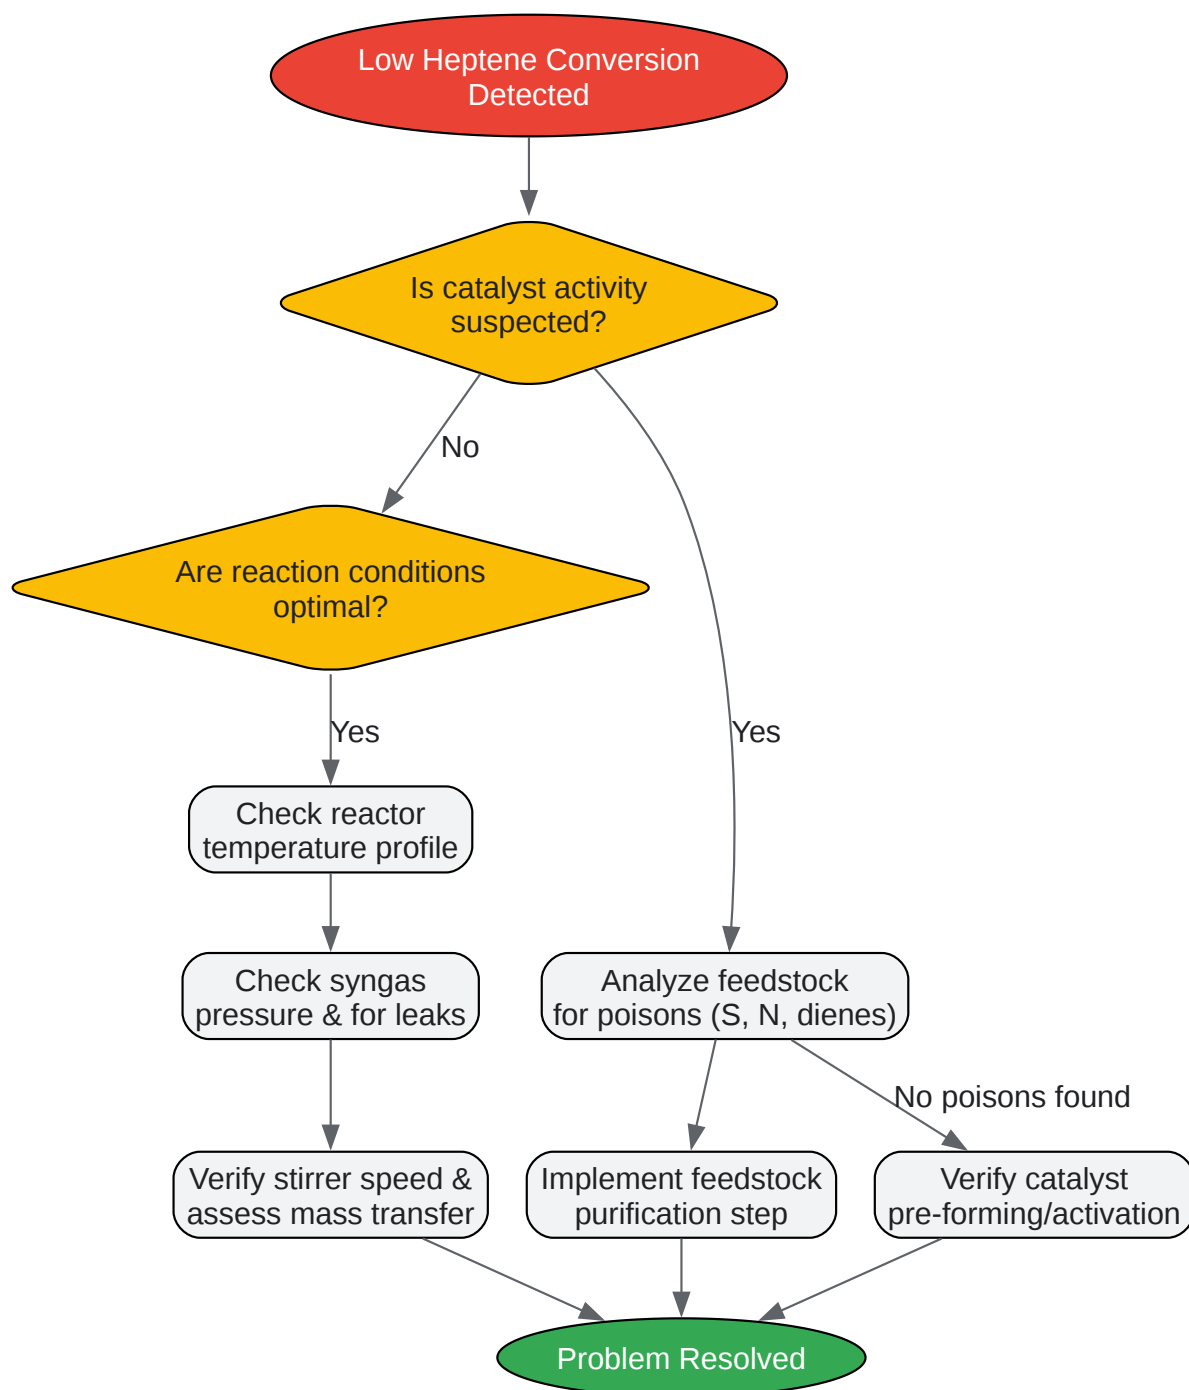 Low Heptene Conversion
Detected
Is catalyst activity
suspected?
No
Are reaction conditions
optimal?
Yes
Yes
Check reactor
temperature profile
Check syngas
pressure & for leaks
Analyze feedstock
for poisons (S, N, dienes)
No poisons found
Verify stirrer speed &
assess mass transfer
Implement feedstock
purification step
Verify catalyst
pre-forming/activation
Problem Resolved